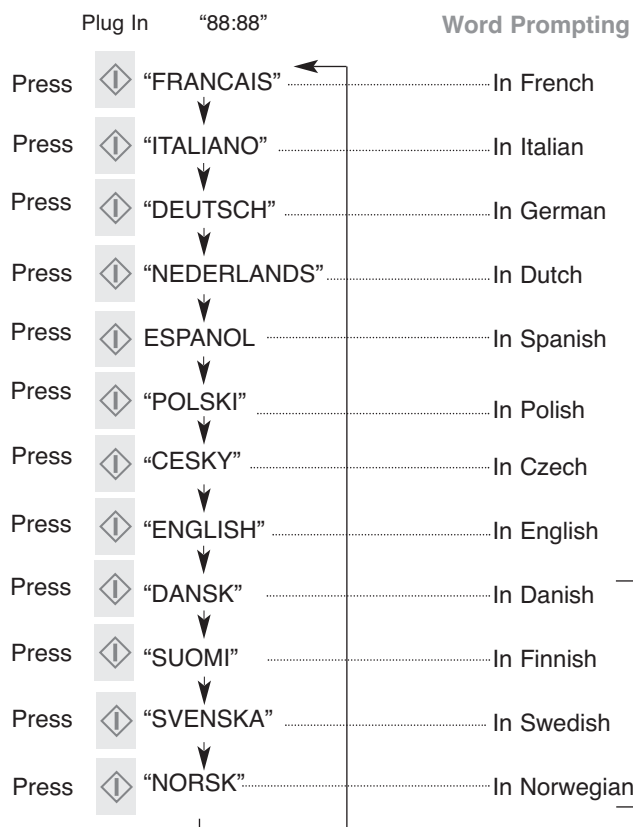 Plug In “88:88” Word Prompting
Press “FRANCAIS” In French
Press “ITALIANO” In Italian
Press “DEUTSCH” In German
Press “NEDERLANDS” In Dutch
Press ESPANOL In Spanish
Press “POLSKI” In Polish
Press “CESKY” In Czech
Press “ENGLISH” In English
Press “DANSK” In Danish
Press “SUOMI” In Finnish
Press “SVENSKA” In Swedish
Press “NORSK” In Norwegian